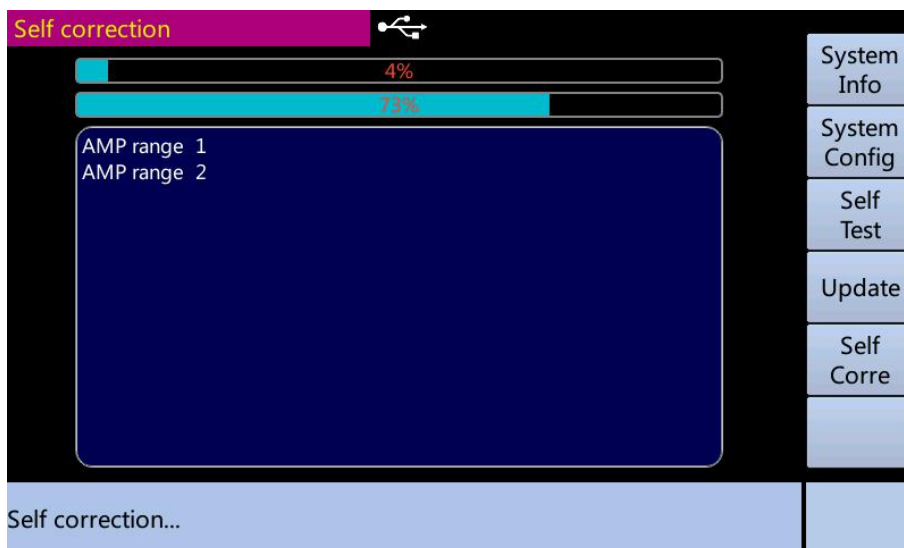 Self correction
4%
73%
AMP range 1
AMP range 2
System
Info
System
Config
Self
Test
Update
Self
Corre
Self correction...